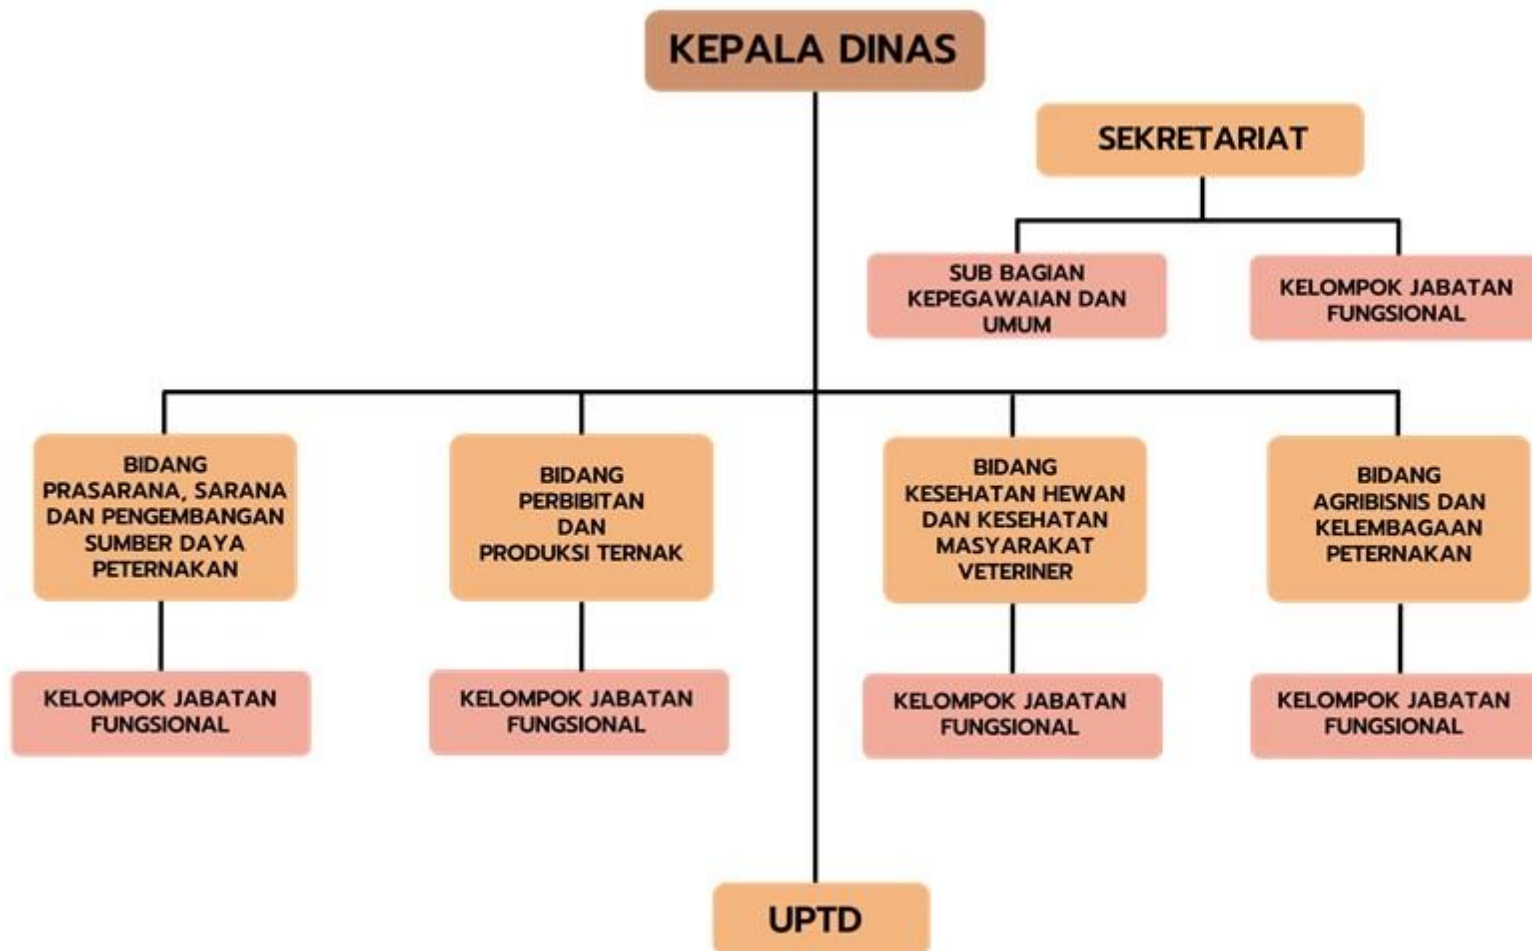 KEPALA DINAS
SEKRETARIAT
SUB BAGIAN
KEPEGAWAIAN DAN
UMUM
KELOMPOK JABATAN
FUNGSIONAL
BIDANG
PRASARANA, SARANA
DAN PENGEMBANGAN
SUMBER DAYA
PETERNAKAN
BIDANG
PERBIBITAN
DAN
PRODUKSI TERNAK
BIDANG
KESEHATAN HEWAN
DAN KESEHATAN
MASYARAKAT
VETERINER
BIDANG
AGRIBISNIS DAN
KELEMBAGAAN
PETERNAKAN
KELOMPOK JABATAN
FUNGSIONAL
KELOMPOK JABATAN
FUNGSIONAL
KELOMPOK JABATAN
FUNGSIONAL
KELOMPOK JABATAN
FUNGSIONAL
UPTD